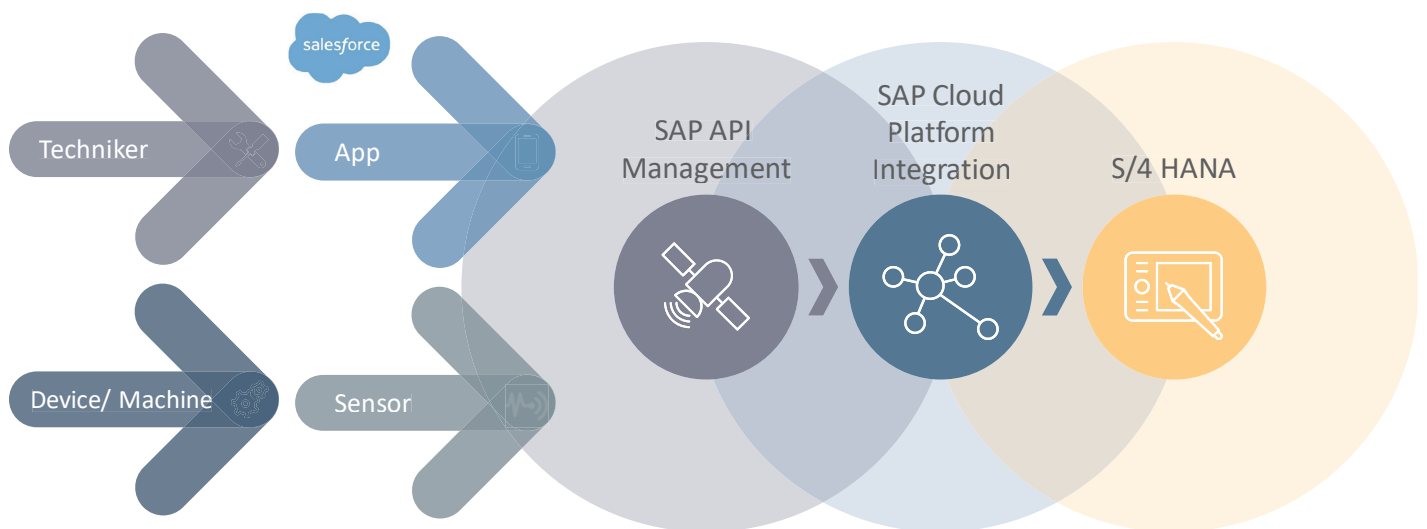 salesforce
Techniker
App
Device/ Machine
Sensor
SAP API
Management
SAP Cloud
Platform
Integration
S/4 HANA